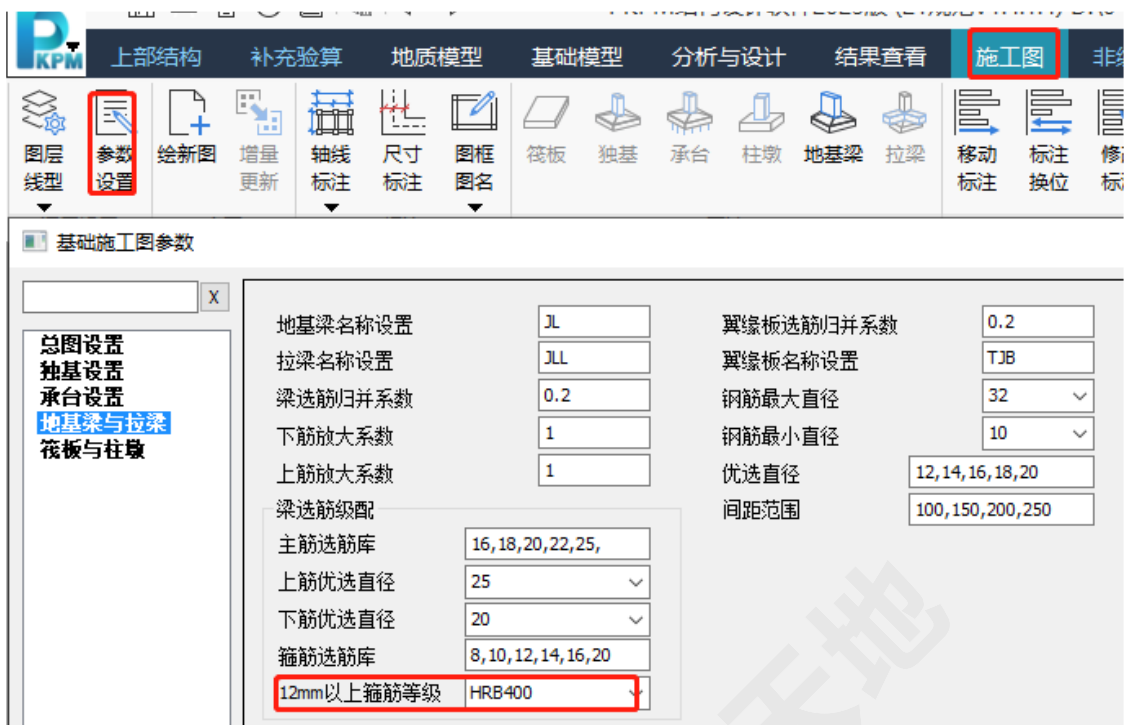 PKPM
上部结构 补充验算 地质模型 基础模型 分析与设计 结果查看 施工图
图层线型 参数设置 绘新图 增量更新 轴线标注 尺寸标注 图框图名 筏板 独基 承台 柱墩 地基梁 拉梁 移动标注 标注换位
基础施工图参数
X
总图设置
独基设置
承台设置
地基梁与拉梁
筏板与柱墩
地基梁名称设置 JL 翼缘板选筋归并系数 0.2
拉梁名称设置 JLL 翼缘板名称设置 TJB
梁选筋归并系数 0.2 钢筋最大直径 32
下筋放大系数 1 钢筋最小直径 10
上筋放大系数 1 优选直径 12,14,16,18,20
梁选筋级配 间距范围 100,150,200,250
主筋选筋库 16,18,20,22,25,
上筋优选直径 25
下筋优选直径 20
箍筋选筋库 8,10,12,14,16,20
12mm以上箍筋等级 HRB400
天地